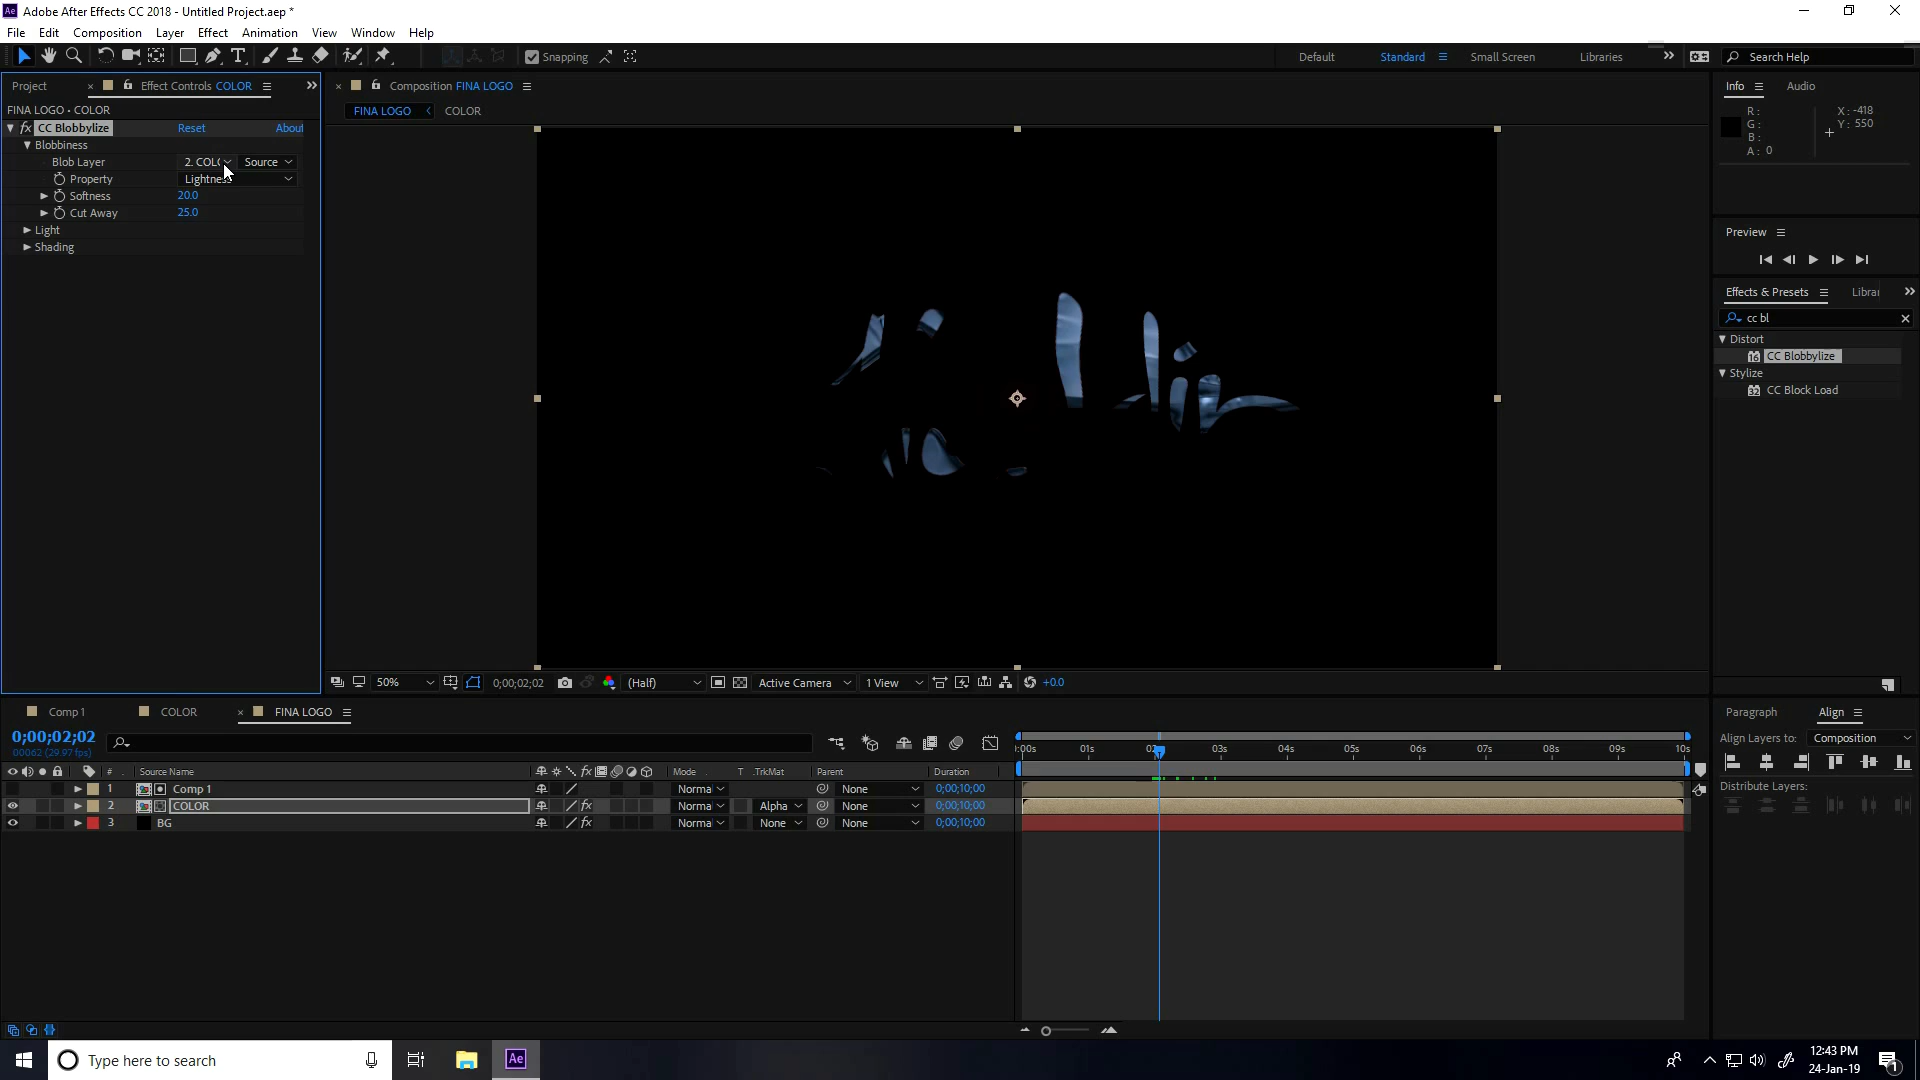 Adobe After Effects CC 2018 - Untitled Project.aep *
File Edit Composition Layer Effect Animation View Window Help
Snapping
Default Standard Small Screen Libraries
Search Help
Project Effect Controls COLOR
FINA LOGO • COLOR
fx CC Blobbylize Reset About
Blobbiness
Blob Layer 2. COLO Source
Property Lightness
Softness 20.0
Cut Away 25.0
Light
Shading
Composition FINA LOGO
FINA LOGO COLOR
50% 0;00;02;02 (Half) Active Camera 1 View +0.0
Info Audio
R : X : -418
G : Y : 550
B :
A : 0
Preview
Effects & Presets Librar
cc bl
Distort
CC Blobbylize
Stylize
CC Block Load
Comp 1 COLOR FINA LOGO
0;00;02;02
00062 (29.97 fps)
# Source Name Mode T .TrkMat Parent Duration
1 Comp 1 Norma None 0;00;10;00
2 COLOR fx Norma Alpha None 0;00;10;00
3 BG fx Norma None None 0;00;10;00
):00s 01s 02s 03s 04s 05s 06s 07s 08s 09s 10s
Paragraph Align
Align Layers to: Composition
Distribute Layers:
Type here to search
Ae
12:43 PM
24-Jan-19
1